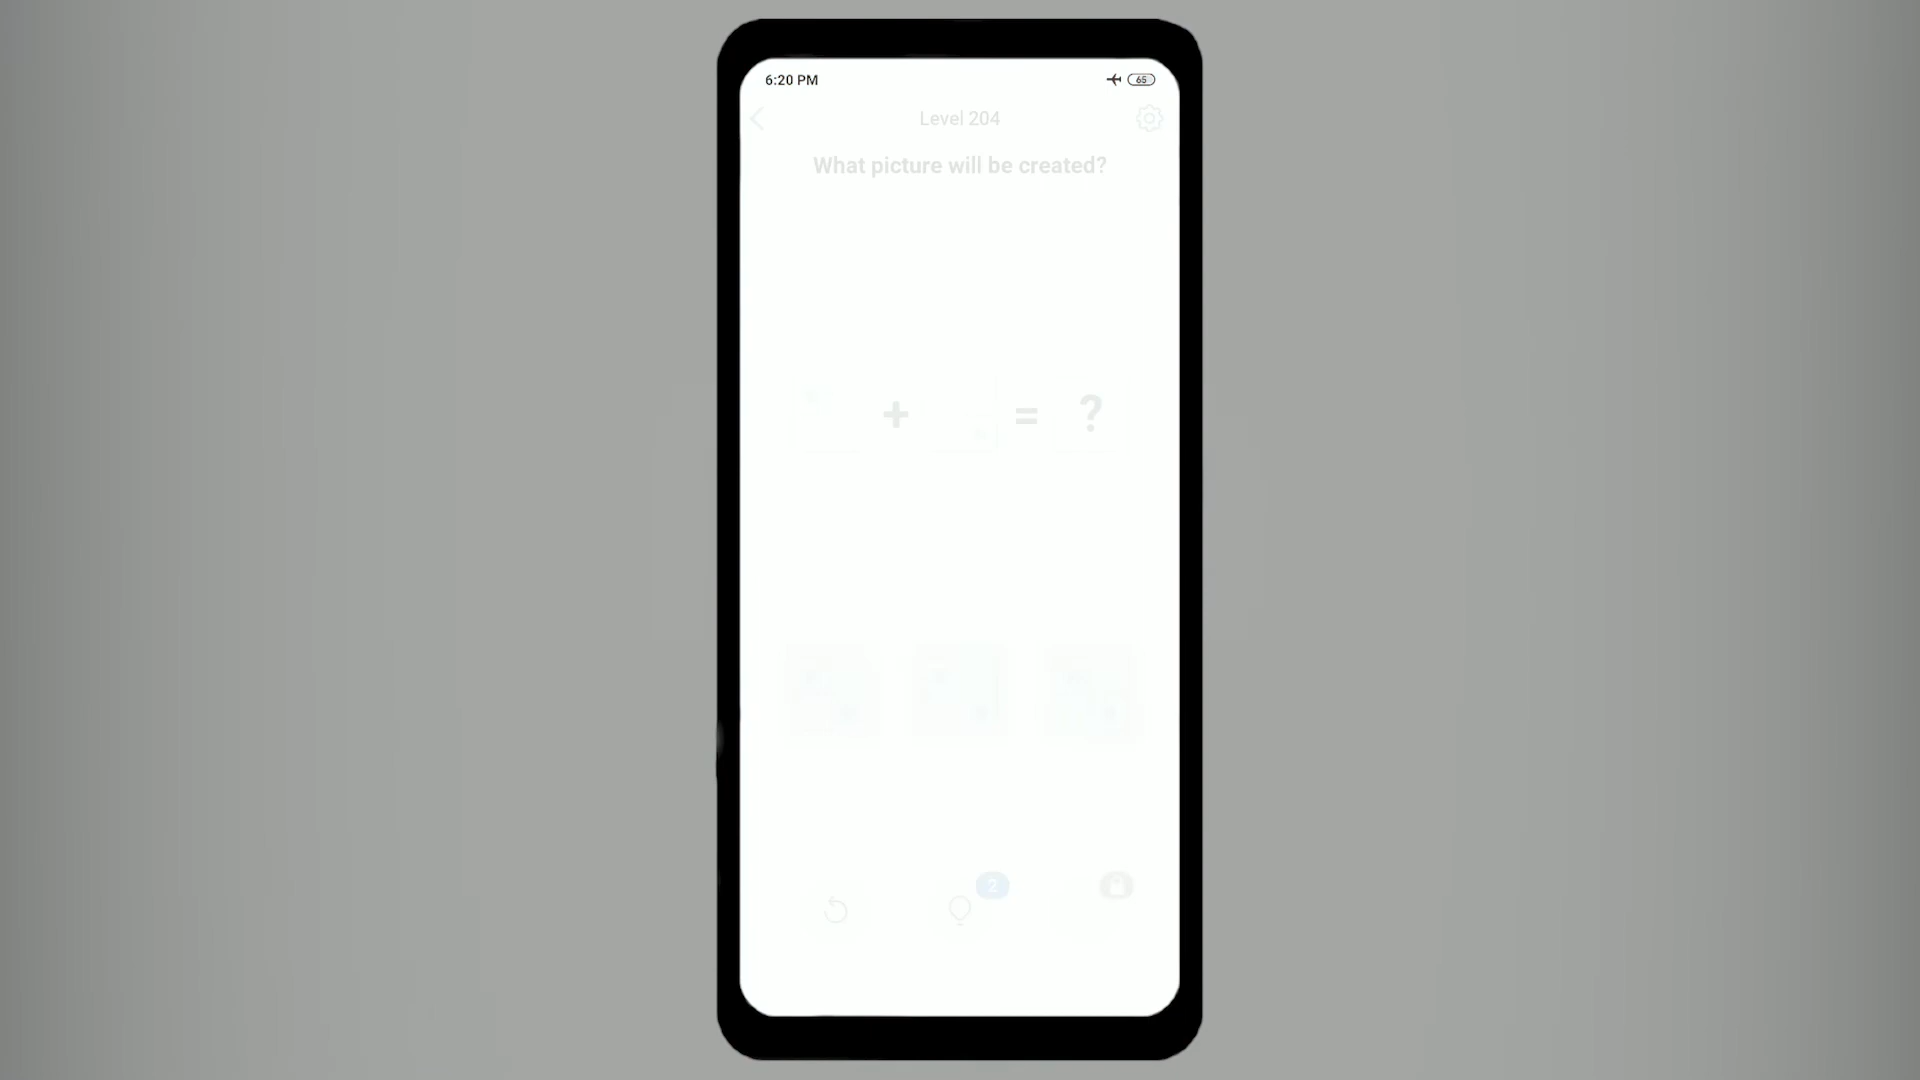 6:20 PM
65
Level 204
What picture will be created?
+ = ?
2